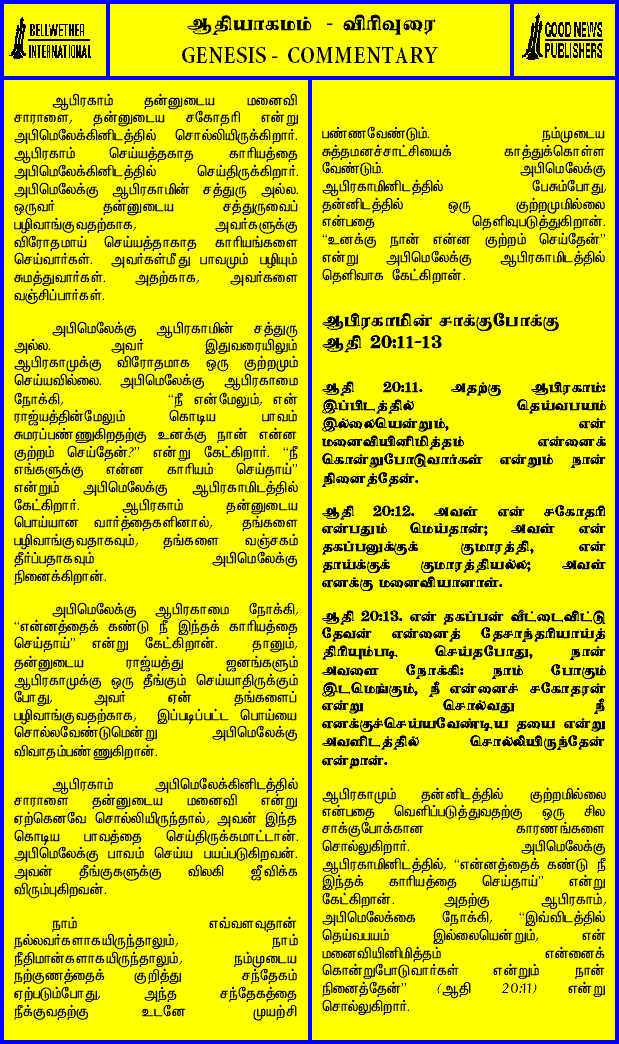 BELLWETHER
INTERNATIONAL
ஆதியாகமம் - விரிவுரை
GENESIS - COMMENTARY
GOOD NEWS
PUBLISHERS
ஆபிரகாம் தன்னுடைய மனைவி
சாராளை, தன்னுடைய சகோதரி என்று
அபிமெலேக்கினிடத்தில் சொல்லியிருக்கிறார்.
ஆபிரகாம் செய்யத்தகாத காரியத்தை
அபிமெலேக்கினிடத்தில் செய்திருக்கிறார்.
அபிமெலேக்கு ஆபிரகாமின் சத்துரு அல்ல.
ஒருவர் தன்னுடைய சத்துருவைப்
பழிவாங்குவதற்காக, அவர்களுக்கு
விரோதமாய் செய்யத்தாகாத காரியங்களை
செய்வார்கள். அவர்கள்மீது பாவமும் பழியும்
சுமத்துவார்கள். அதற்காக, அவர்களை
வஞ்சிப்பார்கள்.
அபிமெலேக்கு ஆபிரகாமின் சத்துரு
அல்ல. அவர் இதுவரையிலும்
ஆபிரகாமுக்கு விரோதமாக ஒரு குற்றமும்
செய்யவில்லை. அபிமெலேக்கு ஆபிரகாமை
நோக்கி, “நீ என்மேலும், என்
ராஜ்யத்தின்மேலும் கொடிய பாவம்
சுமரப்பண்ணுகிறதற்கு உனக்கு நான் என்ன
குற்றம் செய்தேன்?” என்று கேட்கிறார். “நீ
எங்களுக்கு என்ன காரியம் செய்தாய்”
என்றும் அபிமெலேக்கு ஆபிரகாமிடத்தில்
கேட்கிறார். ஆபிரகாம் தன்னுடைய
பொய்யான வார்த்தைகளினால், தங்களை
பழிவாங்குவதாகவும், தங்களை வஞ்சகம்
தீர்ப்பதாகவும் அபிமெலேக்கு
நினைக்கிறான்.
அபிமெலேக்கு ஆபிரகாமை நோக்கி,
“என்னத்தைக் கண்டு நீ இந்தக் காரியத்தை
செய்தாய்” என்று கேட்கிறான். தானும்,
தன்னுடைய ராஜ்யத்து ஜனங்களும்
ஆபிரகாமுக்கு ஒரு தீங்கும் செய்யாதிருக்கும்
போது, அவர் ஏன் தங்களைப்
பழிவாங்குவதற்காக, இப்படிப்பட்ட பொய்யை
சொல்லவேண்டுமென்று அபிமெலேக்கு
விவாதம்பண்ணுகிறான்.
ஆபிரகாம் அபிமெலேக்கினிடத்தில்
சாராளை தன்னுடைய மனைவி என்று
ஏற்கெனவே சொல்லியிருந்தால், அவன் இந்த
கொடிய பாவத்தை செய்திருக்கமாட்டான்.
அபிமெலேக்கு பாவம் செய்ய பயப்படுகிறவன்.
அவன் தீங்குகளுக்கு விலகி ஜீவிக்க
விரும்புகிறவன்.
நாம் எவ்வளவுதான்
நல்லவர்களாகயிருந்தாலும், நாம்
நீதிமான்களாகயிருந்தாலும், நம்முடைய
நற்குணத்தைக் குறித்து சந்தேகம்
ஏற்படும்போது, அந்த சந்தேகத்தை
நீக்குவதற்கு உடனே முயற்சி
பண்ணவேண்டும். நம்முடைய
சுத்தமனச்சாட்சியைக் காத்துக்கொள்ள
வேண்டும். அபிமெலேக்கு
ஆபிரகாமினிடத்தில் பேசும்போது,
தன்னிடத்தில் ஒரு குற்றமுமில்லை
என்பதை தெளிவுபடுத்துகிறான்.
“உனக்கு நான் என்ன குற்றம் செய்தேன்”
என்று அபிமெலேக்கு ஆபிரகாமிடத்தில்
தெளிவாக கேட்கிறான்.
ஆபிரகாமின் சாக்குபோக்கு
ஆதி 20:11-13
ஆதி 20:11. அதற்கு ஆபிரகாம்:
இப்பிடத்தில் தெய்வபயம்
இல்லையென்றும், என்
மனைவியினிமித்தம் என்னைக்
கொன்றுபோடுவார்கள் என்றும் நான்
நினைத்தேன்.
ஆதி 20:12. அவள் என் சகோதரி
என்பதும் மெய்தான்; அவள் என்
தகப்பனுக்குக் குமாரத்தி, என்
தாய்க்குக் குமாரத்தியல்ல; அவள்
எனக்கு மனைவியானாள்.
ஆதி 20:13. என் தகப்பன் வீட்டைவிட்டு
தேவன் என்னைத் தேசாந்தரியாய்த்
திரியும்படி செய்தபோது, நான்
அவளை நோக்கி: நாம் போகும்
இடமெங்கும், நீ என்னைச் சகோதரன்
என்று சொல்வது நீ
எனக்குச்செய்யவேண்டிய தயை என்று
அவளிடத்தில் சொல்லியிருந்தேன்
என்றான்.
ஆபிரகாமும் தன்னிடத்தில் குற்றமில்லை
என்பதை வெளிப்படுத்துவதற்கு ஒரு சில
சாக்குபோக்கான காரணங்களை
சொல்லுகிறார். அபிமெலேக்கு
ஆபிரகாமினிடத்தில், “என்னத்தைக் கண்டு நீ
இந்தக் காரியத்தை செய்தாய்” என்று
கேட்கிறான். அதற்கு ஆபிரகாம்,
அபிமெலேக்கை நோக்கி, “இவ்விடத்தில்
தெய்வபயம் இல்லையென்றும், என்
மனைவியினிமித்தம் என்னைக்
கொன்றுபோடுவார்கள் என்றும் நான்
நினைத்தேன்” (ஆதி 20:11) என்று
சொல்லுகிறார்.